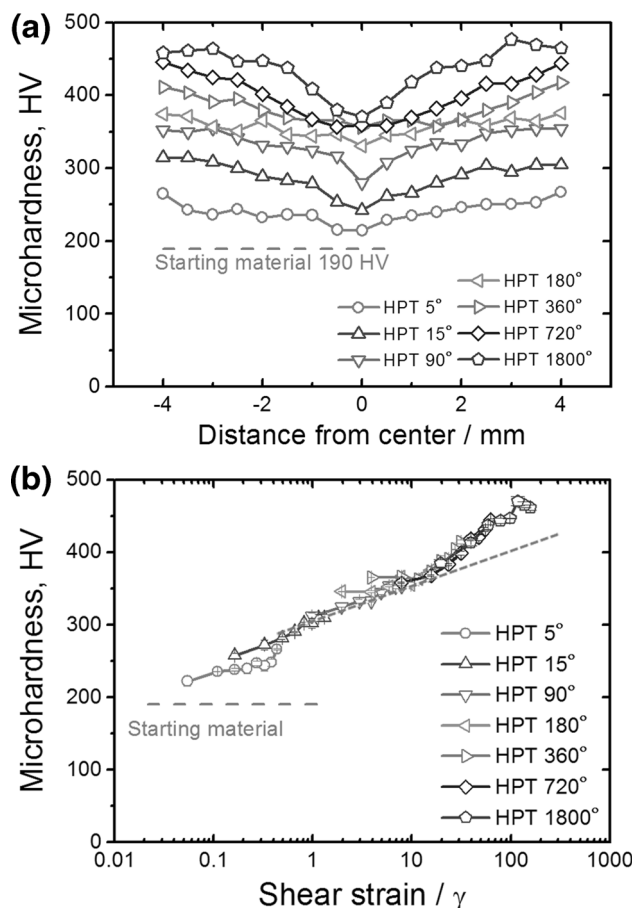 (a)
500
400
300
200
100
0
Microhardness, HV
Starting material 190 HV
HPT 5°
HPT 15°
HPT 90°
HPT 180°
HPT 360°
HPT 720°
HPT 1800°
-4 -2 0 2 4
Distance from center / mm
(b)
500
400
300
200
100
0
Microhardness, HV
Starting material
HPT 5°
HPT 15°
HPT 90°
HPT 180°
HPT 360°
HPT 720°
HPT 1800°
0.01 0.1 1 10 100 1000
Shear strain / γ